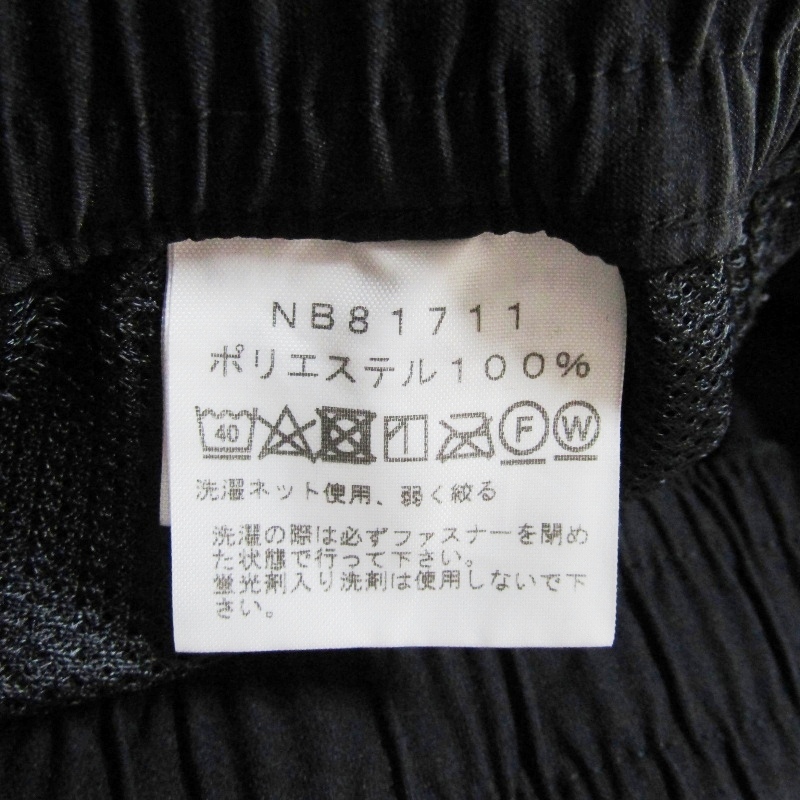 NB81711
ポリエステル100%
40 F W
洗濯ネット使用、弱く絞る
洗濯の際は必ずファスナーを閉め
た状態で行って下さい。
蛍光剤入り洗剤は使用しないで下
さい。